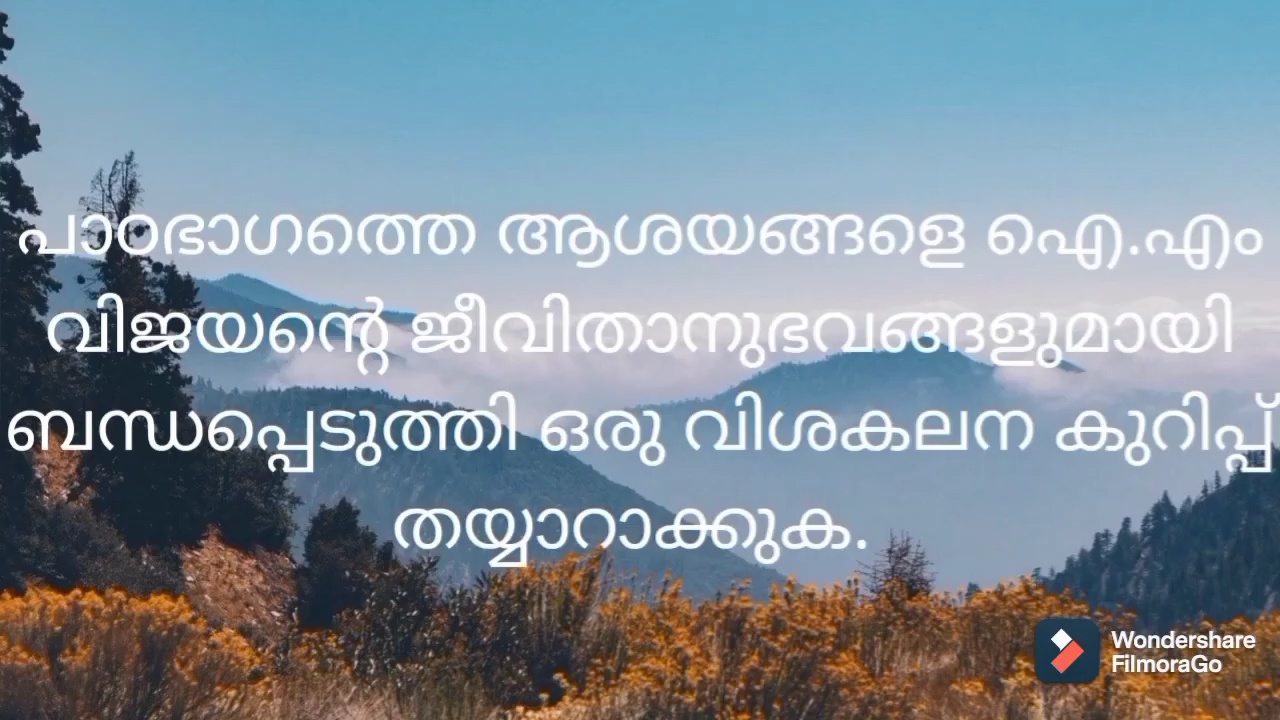 പാഠഭാഗത്തെ ആശയങ്ങളെ ഐ.എം
വിജയന്റെ ജീവിതാനുഭവങ്ങളുമായി
ബന്ധപ്പെടുത്തി ഒരു വിശകലന കുറിപ്പ്
തയ്യാറാക്കുക.
Wondershare
FilmoraGo